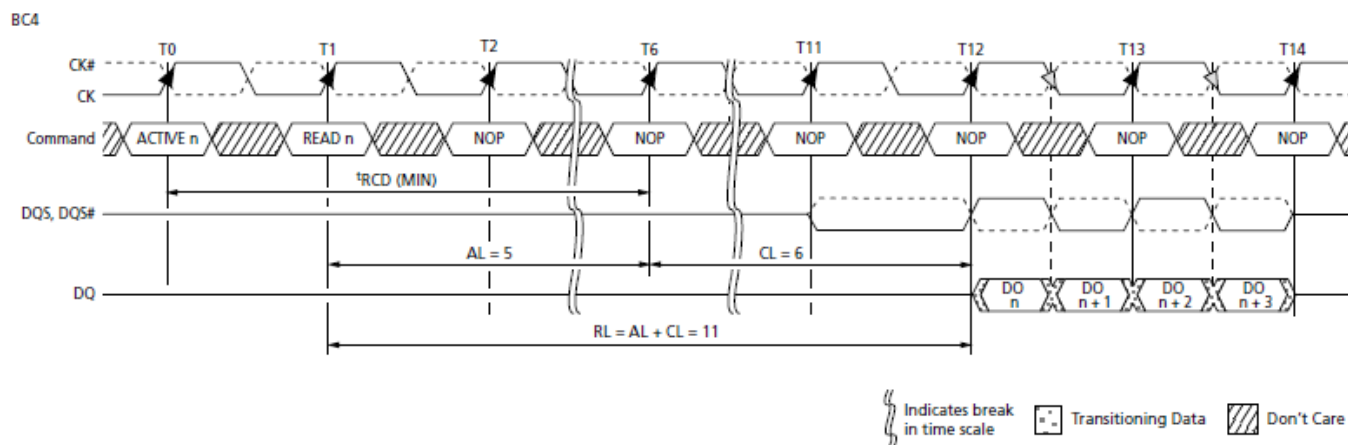 BC4
T0 T1 T2 T6 T11 T12 T13 T14
CK#
CK
Command ACTIVE n READ n NOP NOP NOP NOP NOP NOP
tRCD (MIN)
DQS, DQS#
AL = 5 CL = 6
DQ DO n DO n + 1 DO n + 2 DO n + 3
RL = AL + CL = 11
Indicates break in time scale Transitioning Data Don't Care